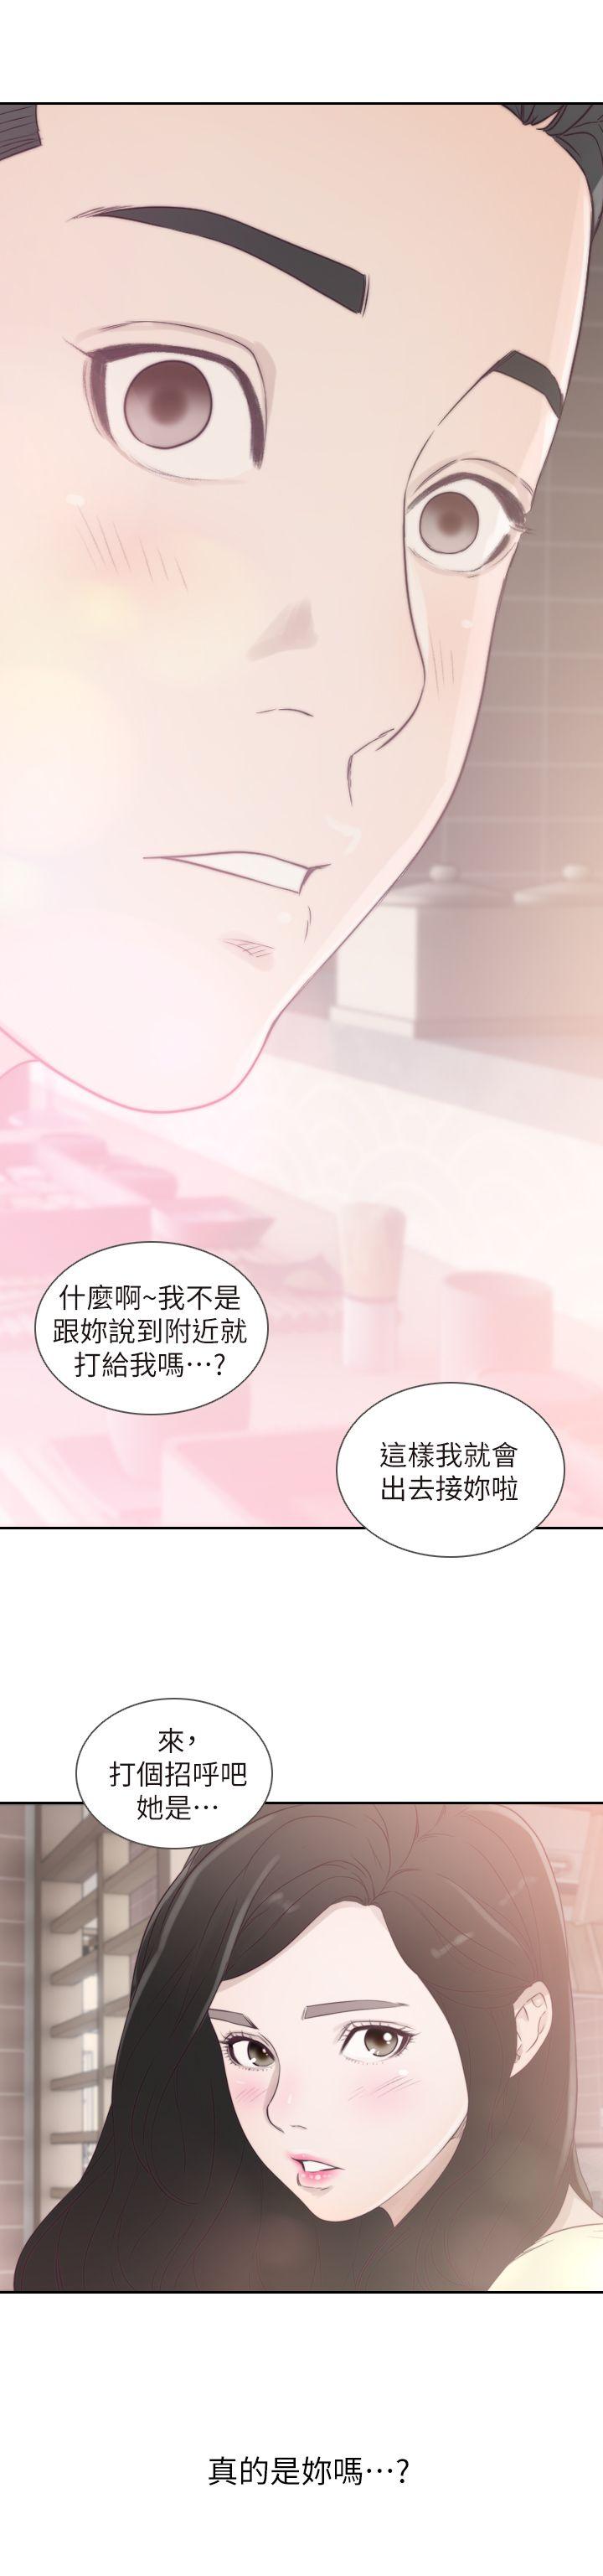 什麼啊~我不是
跟妳說到附近就
打給我嗎⋯?
這樣我就會
出去接妳啦
來,
打個招呼吧
她是⋯
真的是妳嗎⋯?